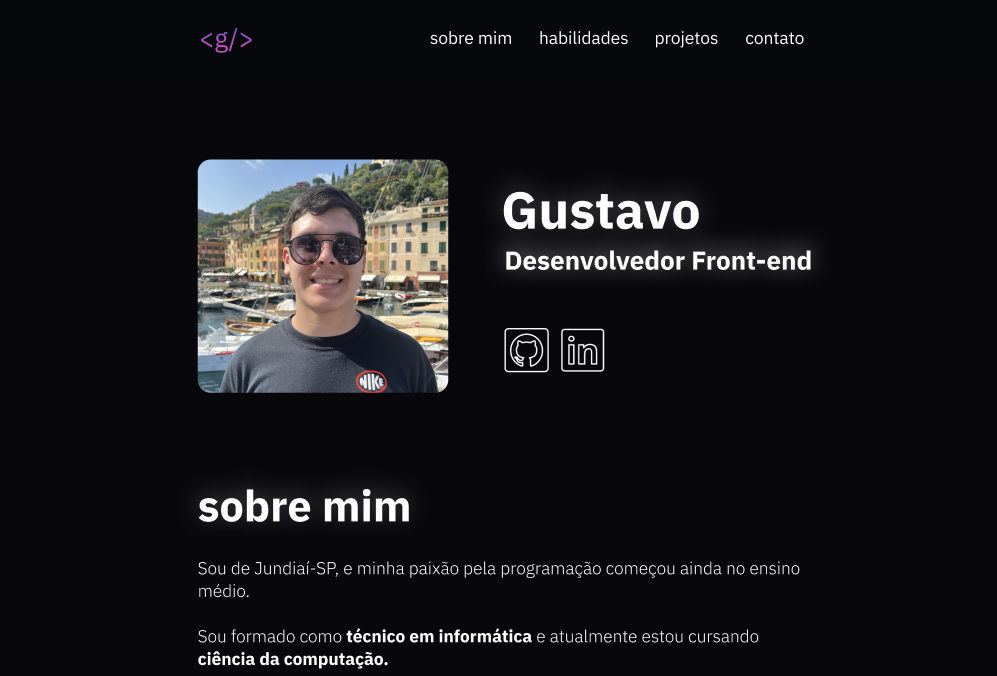 <g/>
sobre mim habilidades projetos contato
Gustavo
Desenvolvedor Front-end
in
NIKE
sobre mim
Sou de Jundiaí-SP, e minha paixão pela programação começou ainda no ensino
médio.
Sou formado como técnico em informática e atualmente estou cursando
ciência da computação.